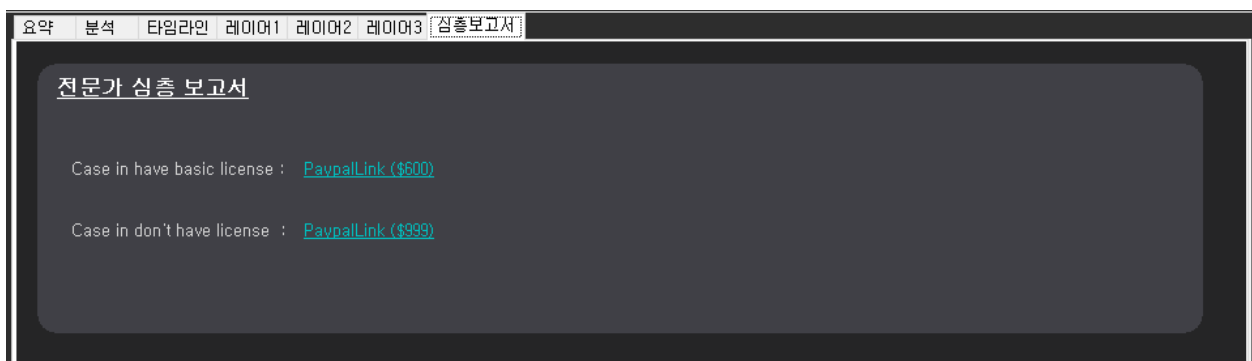 요약 분석 타임라인 레이어1 레이어2 레이어3 심층보고서
전문가 심층 보고서
Case in have basic license : PaypalLink ($600)
Case in don't have license : PaypalLink ($999)